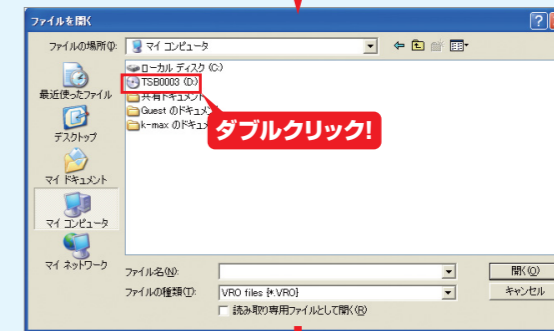 ファイルを開く
?
ファイルの場所(I):
マイ コンピュータ
ローカル ディスク (C:)
TSB0003 (D:)
共有ドキュメント
Guest のドキュメ
k-max のドキュメ
ダブルクリック!
最近使ったファイル
デスクトップ
マイ ドキュメント
マイ コンピュータ
マイ ネットワーク
ファイル名(N):
開く(O)
ファイルの種類(T):
VRO files {*.VRO}
キャンセル
読み取り専用ファイルとして開く(R)